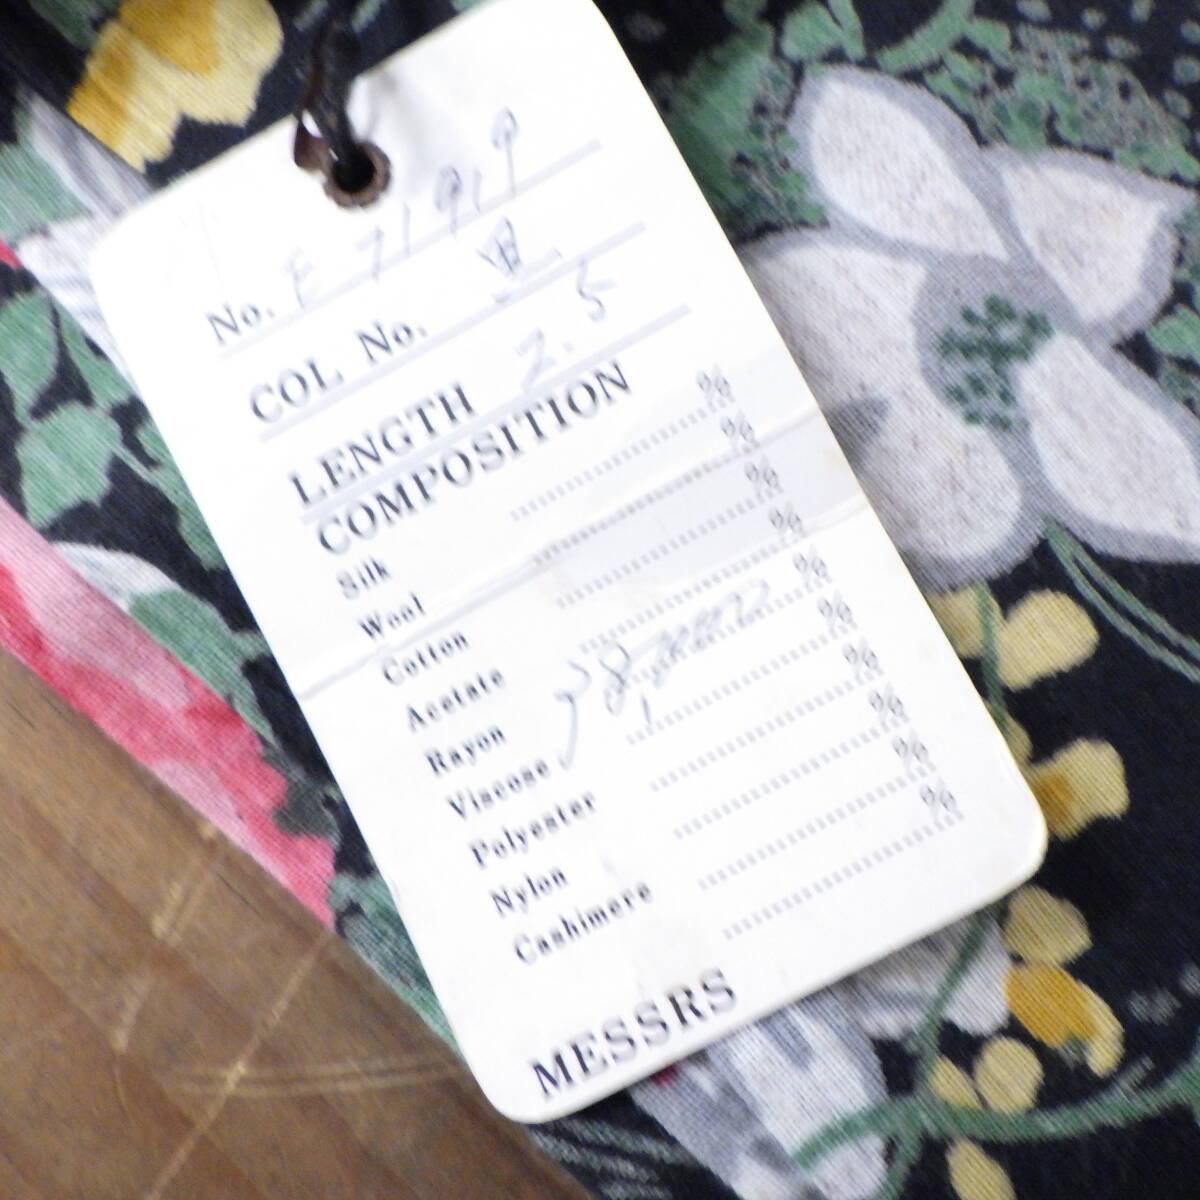 No. F 71919
COL No. 黒
LENGTH 2.5
COMPOSITION
Silk %
Wool %
Cotton %
Acetate %
Rayon %
Viscose %
Polyester %
Nylon %
Cashimere %
%
MESSRS